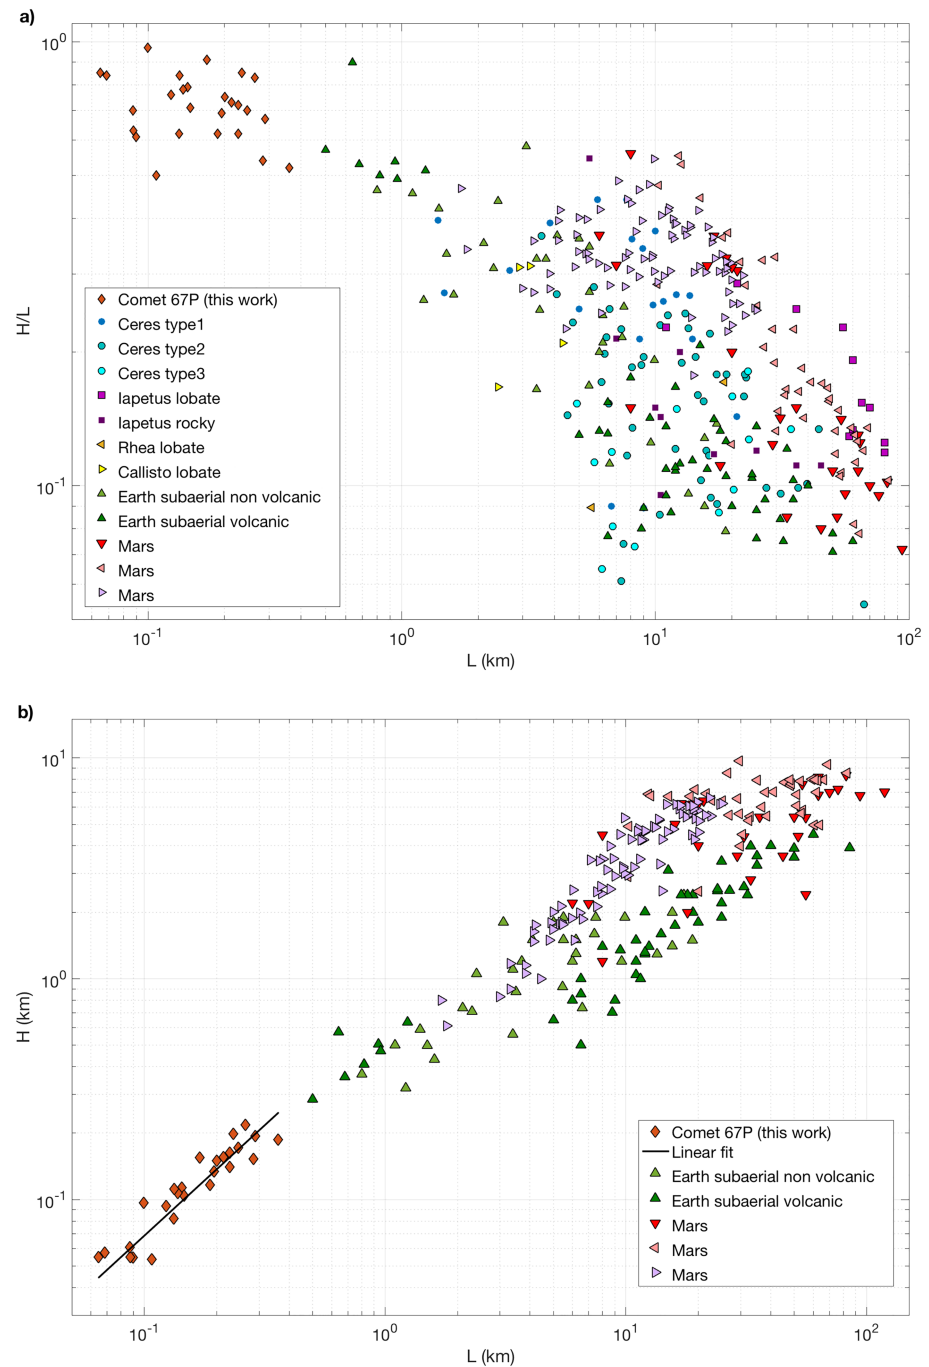 a)
10^0
H/L
10^-1
Comet 67P (this work)
Ceres type1
Ceres type2
Ceres type3
Iapetus lobate
Iapetus rocky
Rhea lobate
Callisto lobate
Earth subaerial non volcanic
Earth subaerial volcanic
Mars
Mars
Mars
10^-1 10^0 10^1 10^2
L (km)
b)
10^1
10^0
H (km)
10^-1
Comet 67P (this work)
Linear fit
Earth subaerial non volcanic
Earth subaerial volcanic
Mars
Mars
Mars
10^-1 10^0 10^1 10^2
L (km)